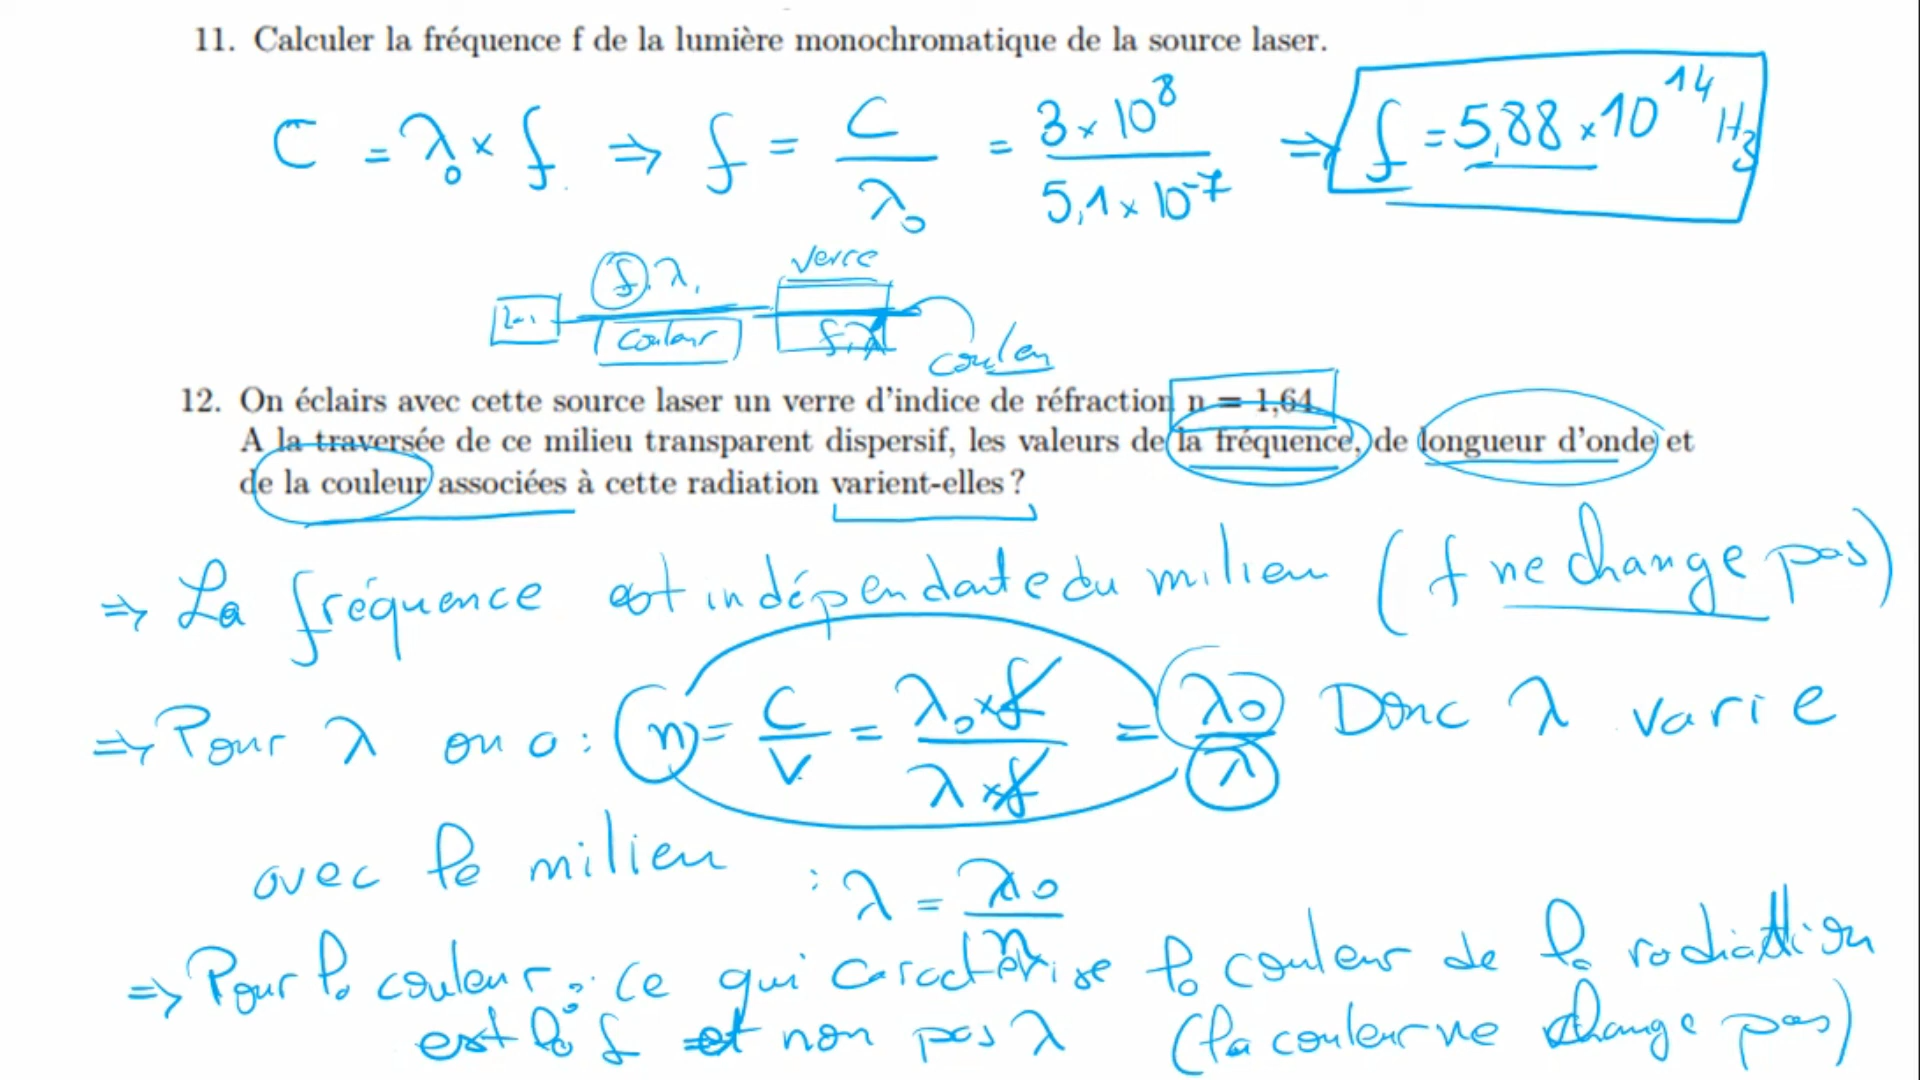 11. Calculer la fréquence f de la lumière monochromatique de la source laser.
C = λ₀ × f ⇒ f = C / λ₀ = 3 × 10⁸ / 5,1 × 10⁻⁷ ⇒ f = 5,88 × 10¹⁴ Hz
verre
f, λ,
couleur
f, λ
couleu
12. On éclairs avec cette source laser un verre d'indice de réfraction n = 1,64.
A la traversée de ce milieu transparent dispersif, les valeurs de la fréquence, de longueur d'onde et
de la couleur associées à cette radiation varient-elles ?
⇒ La fréquence est indépendante du milieu (f ne change pas)
⇒ Pour λ on a : n = C / V = λ₀ × f / λ × f = λ₀ / λ Donc λ varie
avec le milieu : λ = λ₀ / n
⇒ Pour la couleur : ce qui caractérise la couleur de la radiation
est la f et non pas λ (la couleur ne change pas)